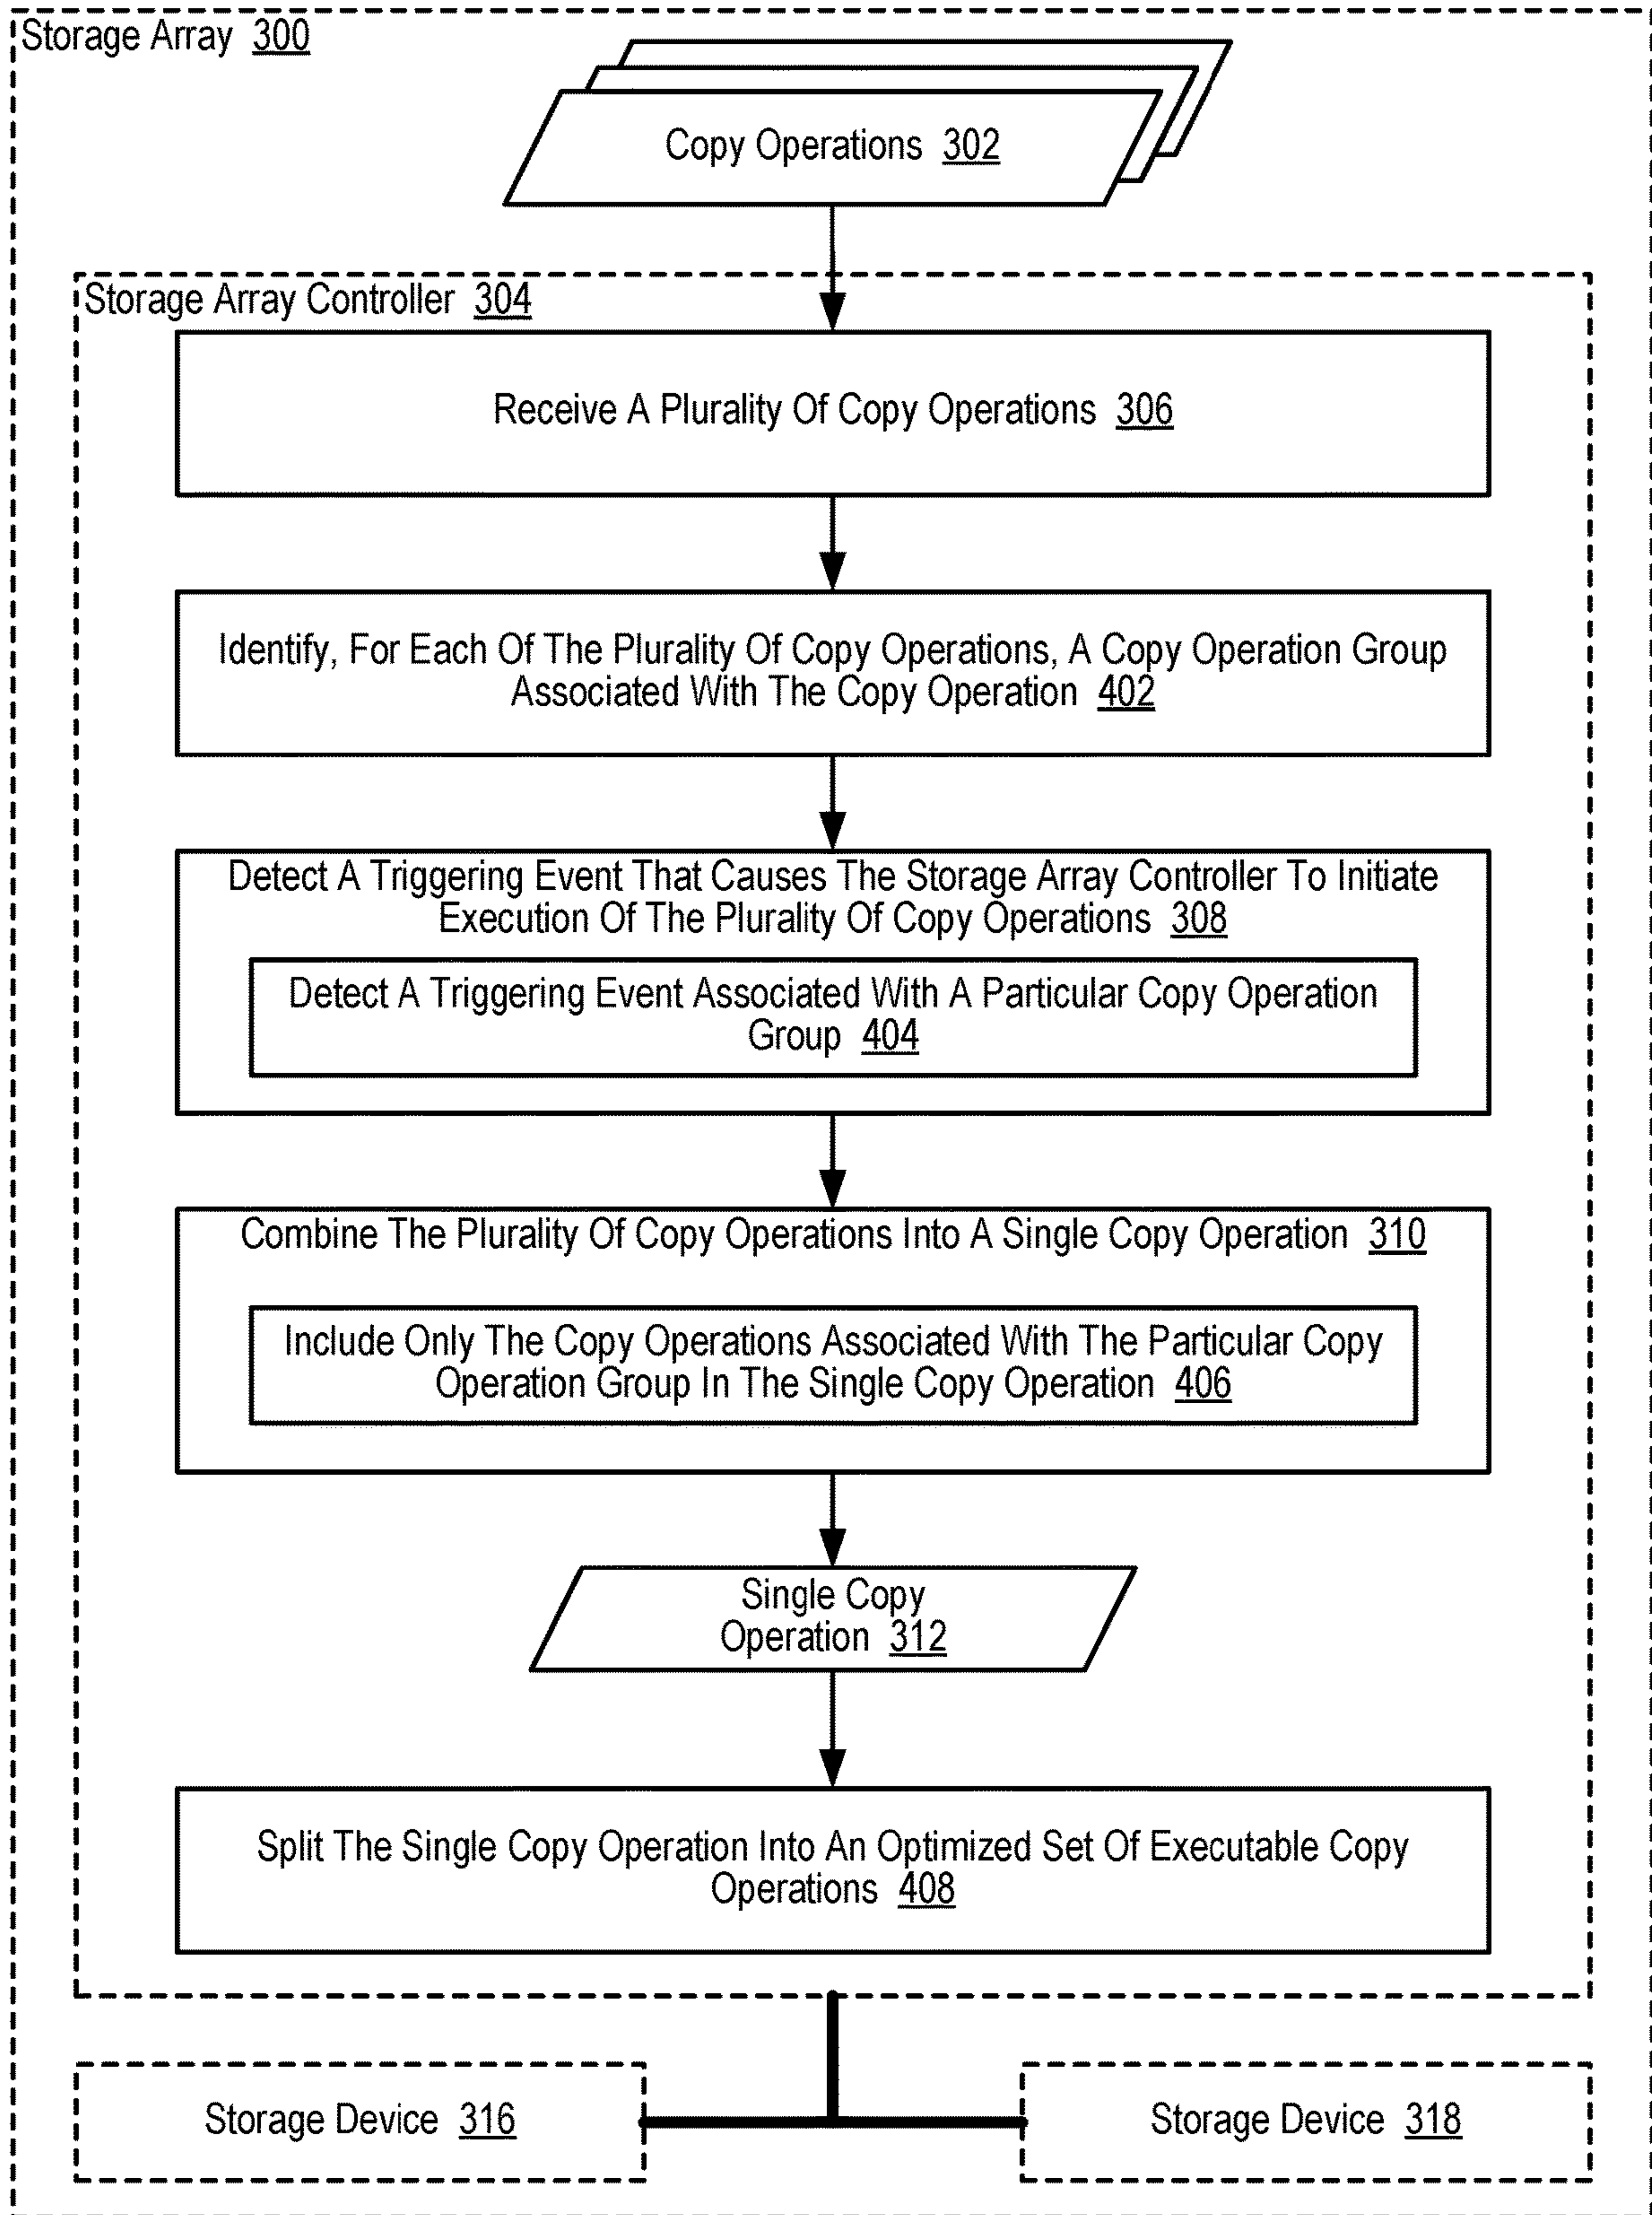 Storage Array 300
Copy Operations 302
Storage Array Controller 304
Receive A Plurality Of Copy Operations 306
Identify, For Each Of The Plurality Of Copy Operations, A Copy Operation Group
Associated With The Copy Operation 402
Detect A Triggering Event That Causes The Storage Array Controller To Initiate
Execution Of The Plurality Of Copy Operations 308
Detect A Triggering Event Associated With A Particular Copy Operation
Group 404
Combine The Plurality Of Copy Operations Into A Single Copy Operation 310
Include Only The Copy Operations Associated With The Particular Copy
Operation Group In The Single Copy Operation 406
Single Copy
Operation 312
Split The Single Copy Operation Into An Optimized Set Of Executable Copy
Operations 408
Storage Device 316
Storage Device 318